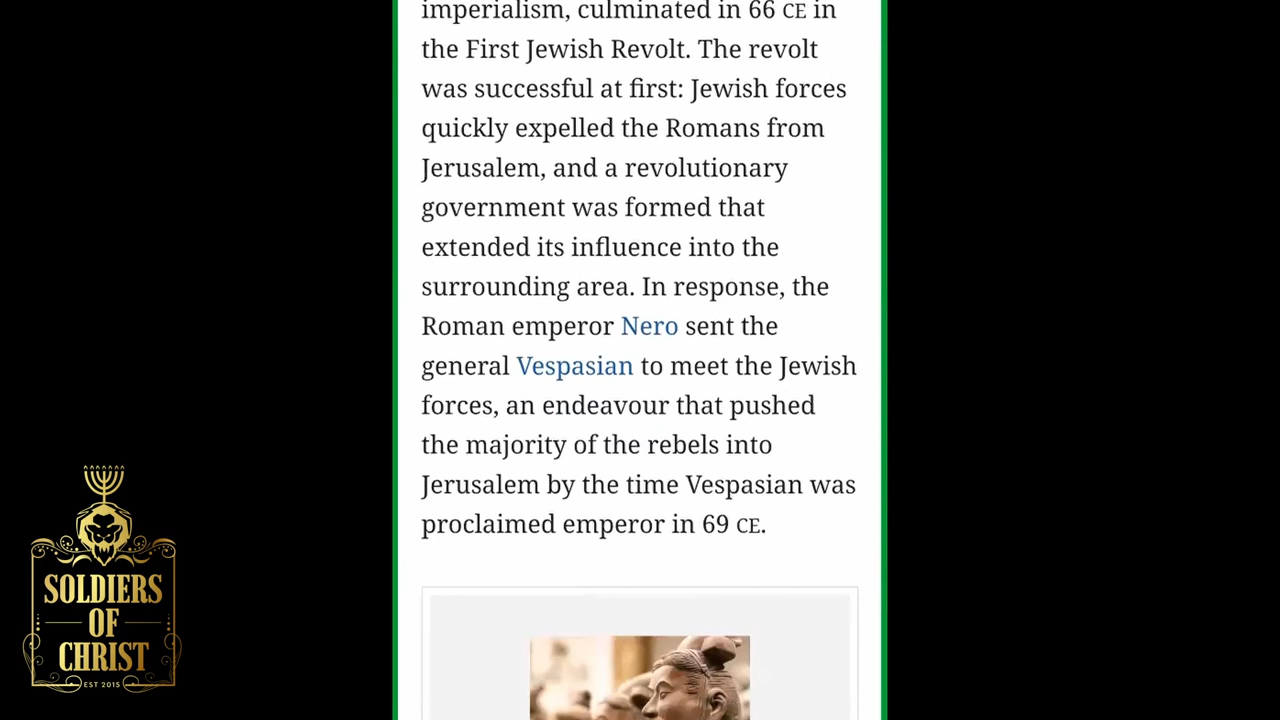 imperialism, culminated in 66 CE in
the First Jewish Revolt. The revolt
was successful at first: Jewish forces
quickly expelled the Romans from
Jerusalem, and a revolutionary
government was formed that
extended its influence into the
surrounding area. In response, the
Roman emperor Nero sent the
general Vespasian to meet the Jewish
forces, an endeavour that pushed
the majority of the rebels into
Jerusalem by the time Vespasian was
proclaimed emperor in 69 CE.
SOLDIERS
OF
CHRIST
EST 2015